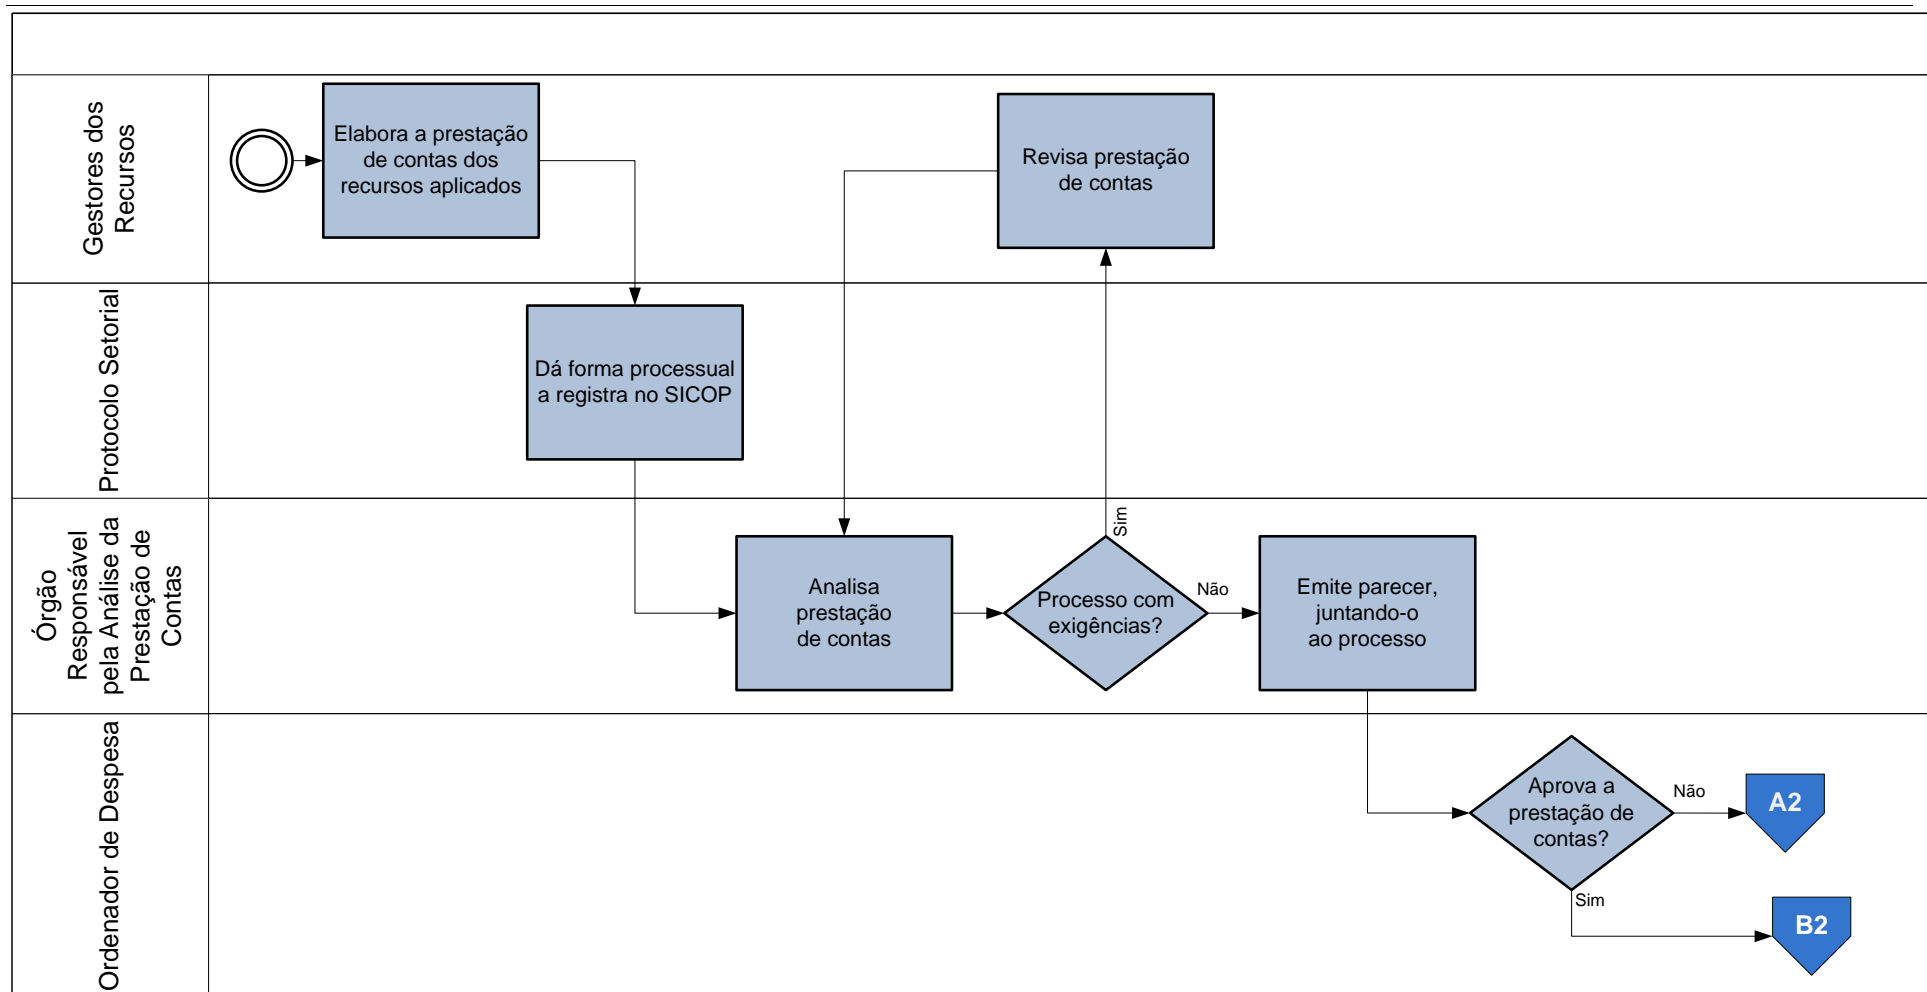 Gestores dos
Recursos
Elabora a prestação
de contas dos
recursos aplicados
Revisa prestação
de contas
Protocolo Setorial
Dá forma processual
a registra no SICOP
Órgão
Responsável
pela Análise da
Prestação de
Contas
Analisa
prestação
de contas
Processo com
exigências?
Sim
Não
Emite parecer,
juntando-o
ao processo
Ordenador de Despesa
Aprova a
prestação de
contas?
Não
A2
Sim
B2